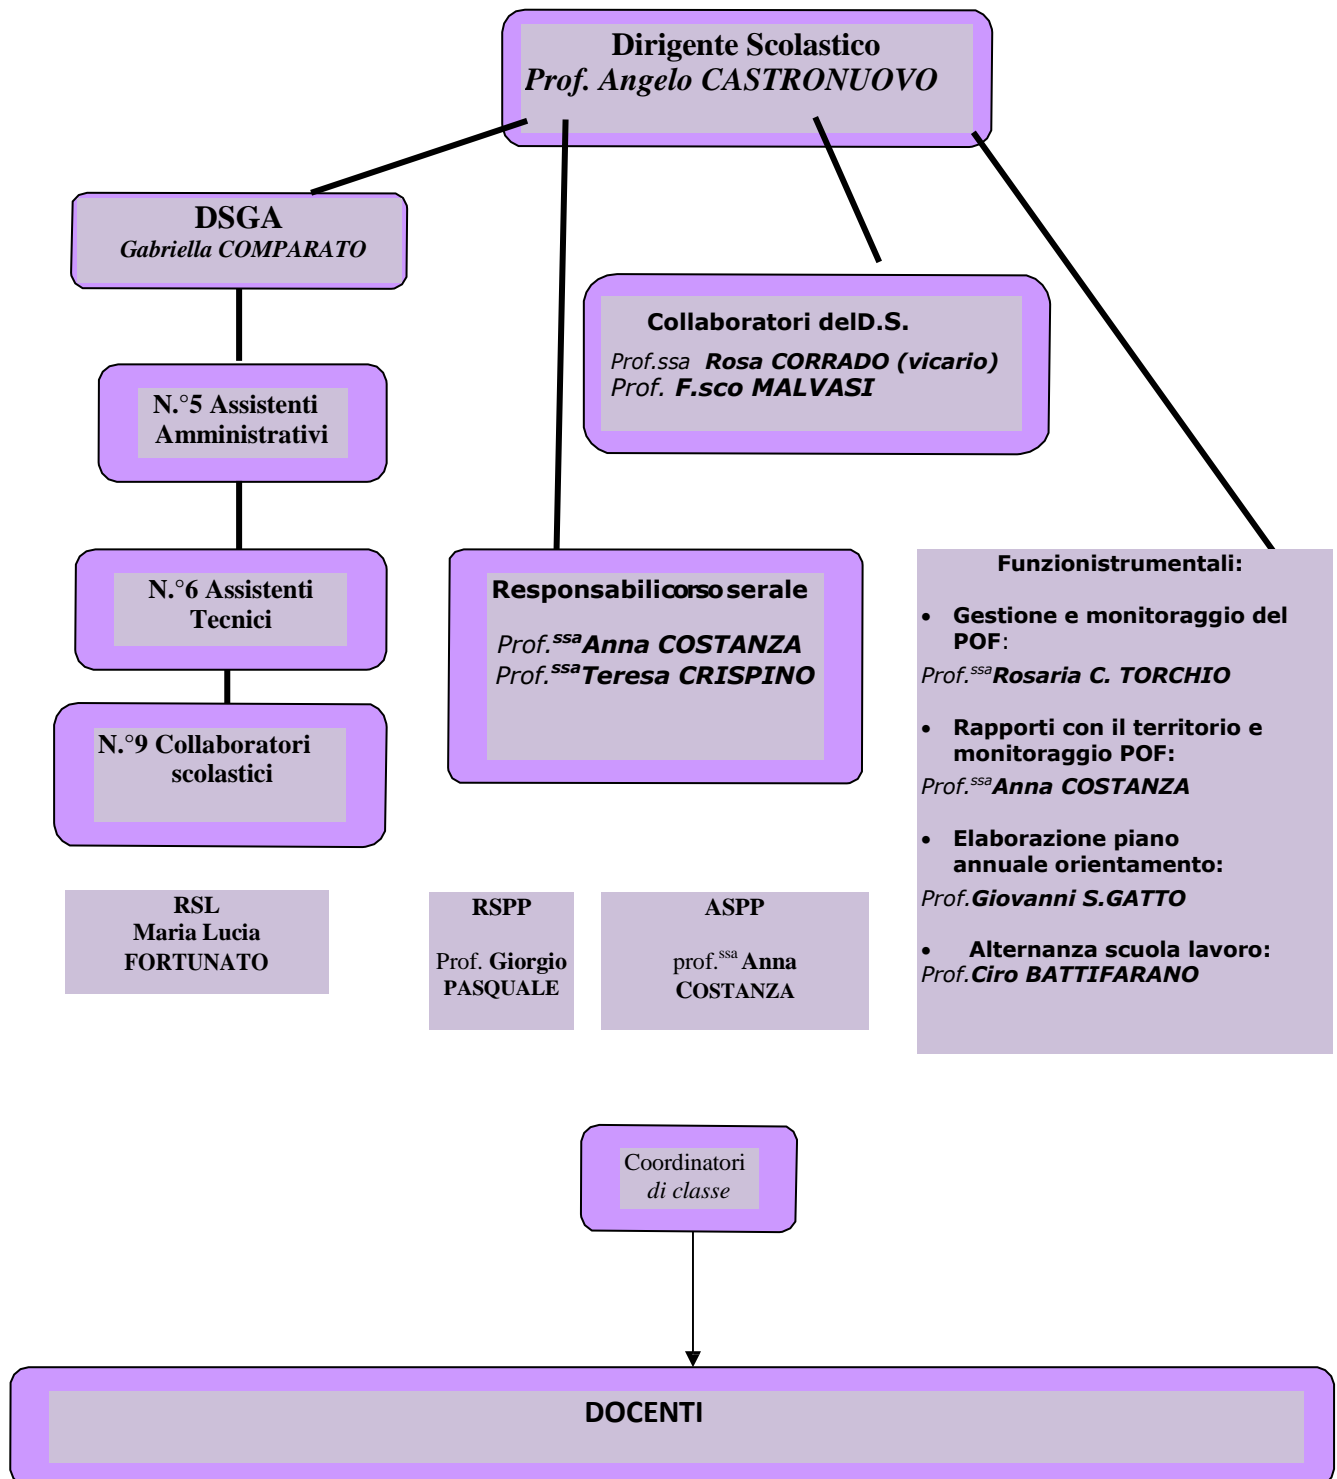 Dirigente Scolastico
Prof. Angelo CASTRONUOVO
DSGA
Gabriella COMPARATO
Collaboratori delD.S.
Prof.ssa Rosa CORRADO (vicario)
Prof. F.sco MALVASI
N.°5 Assistenti
Amministrativi
N.°6 Assistenti
Tecnici
N.°9 Collaboratori
scolastici
Responsabilicorso serale
Prof.ssa Anna COSTANZA
Prof.ssa Teresa CRISPINO
Funzionistrumentali:
• Gestione e monitoraggio del
POF:
Prof.ssa Rosaria C. TORCHIO
• Rapporti con il territorio e
monitoraggio POF:
Prof.ssa Anna COSTANZA
• Elaborazione piano
annuale orientamento:
Prof.Giovanni S.GATTO
• Alternanza scuola lavoro:
Prof.Ciro BATTIFARANO
RSL
Maria Lucia
FORTUNATO
RSPP
Prof. Giorgio
PASQUALE
ASPP
prof.ssa Anna
COSTANZA
Coordinatori
di classe
DOCENTI